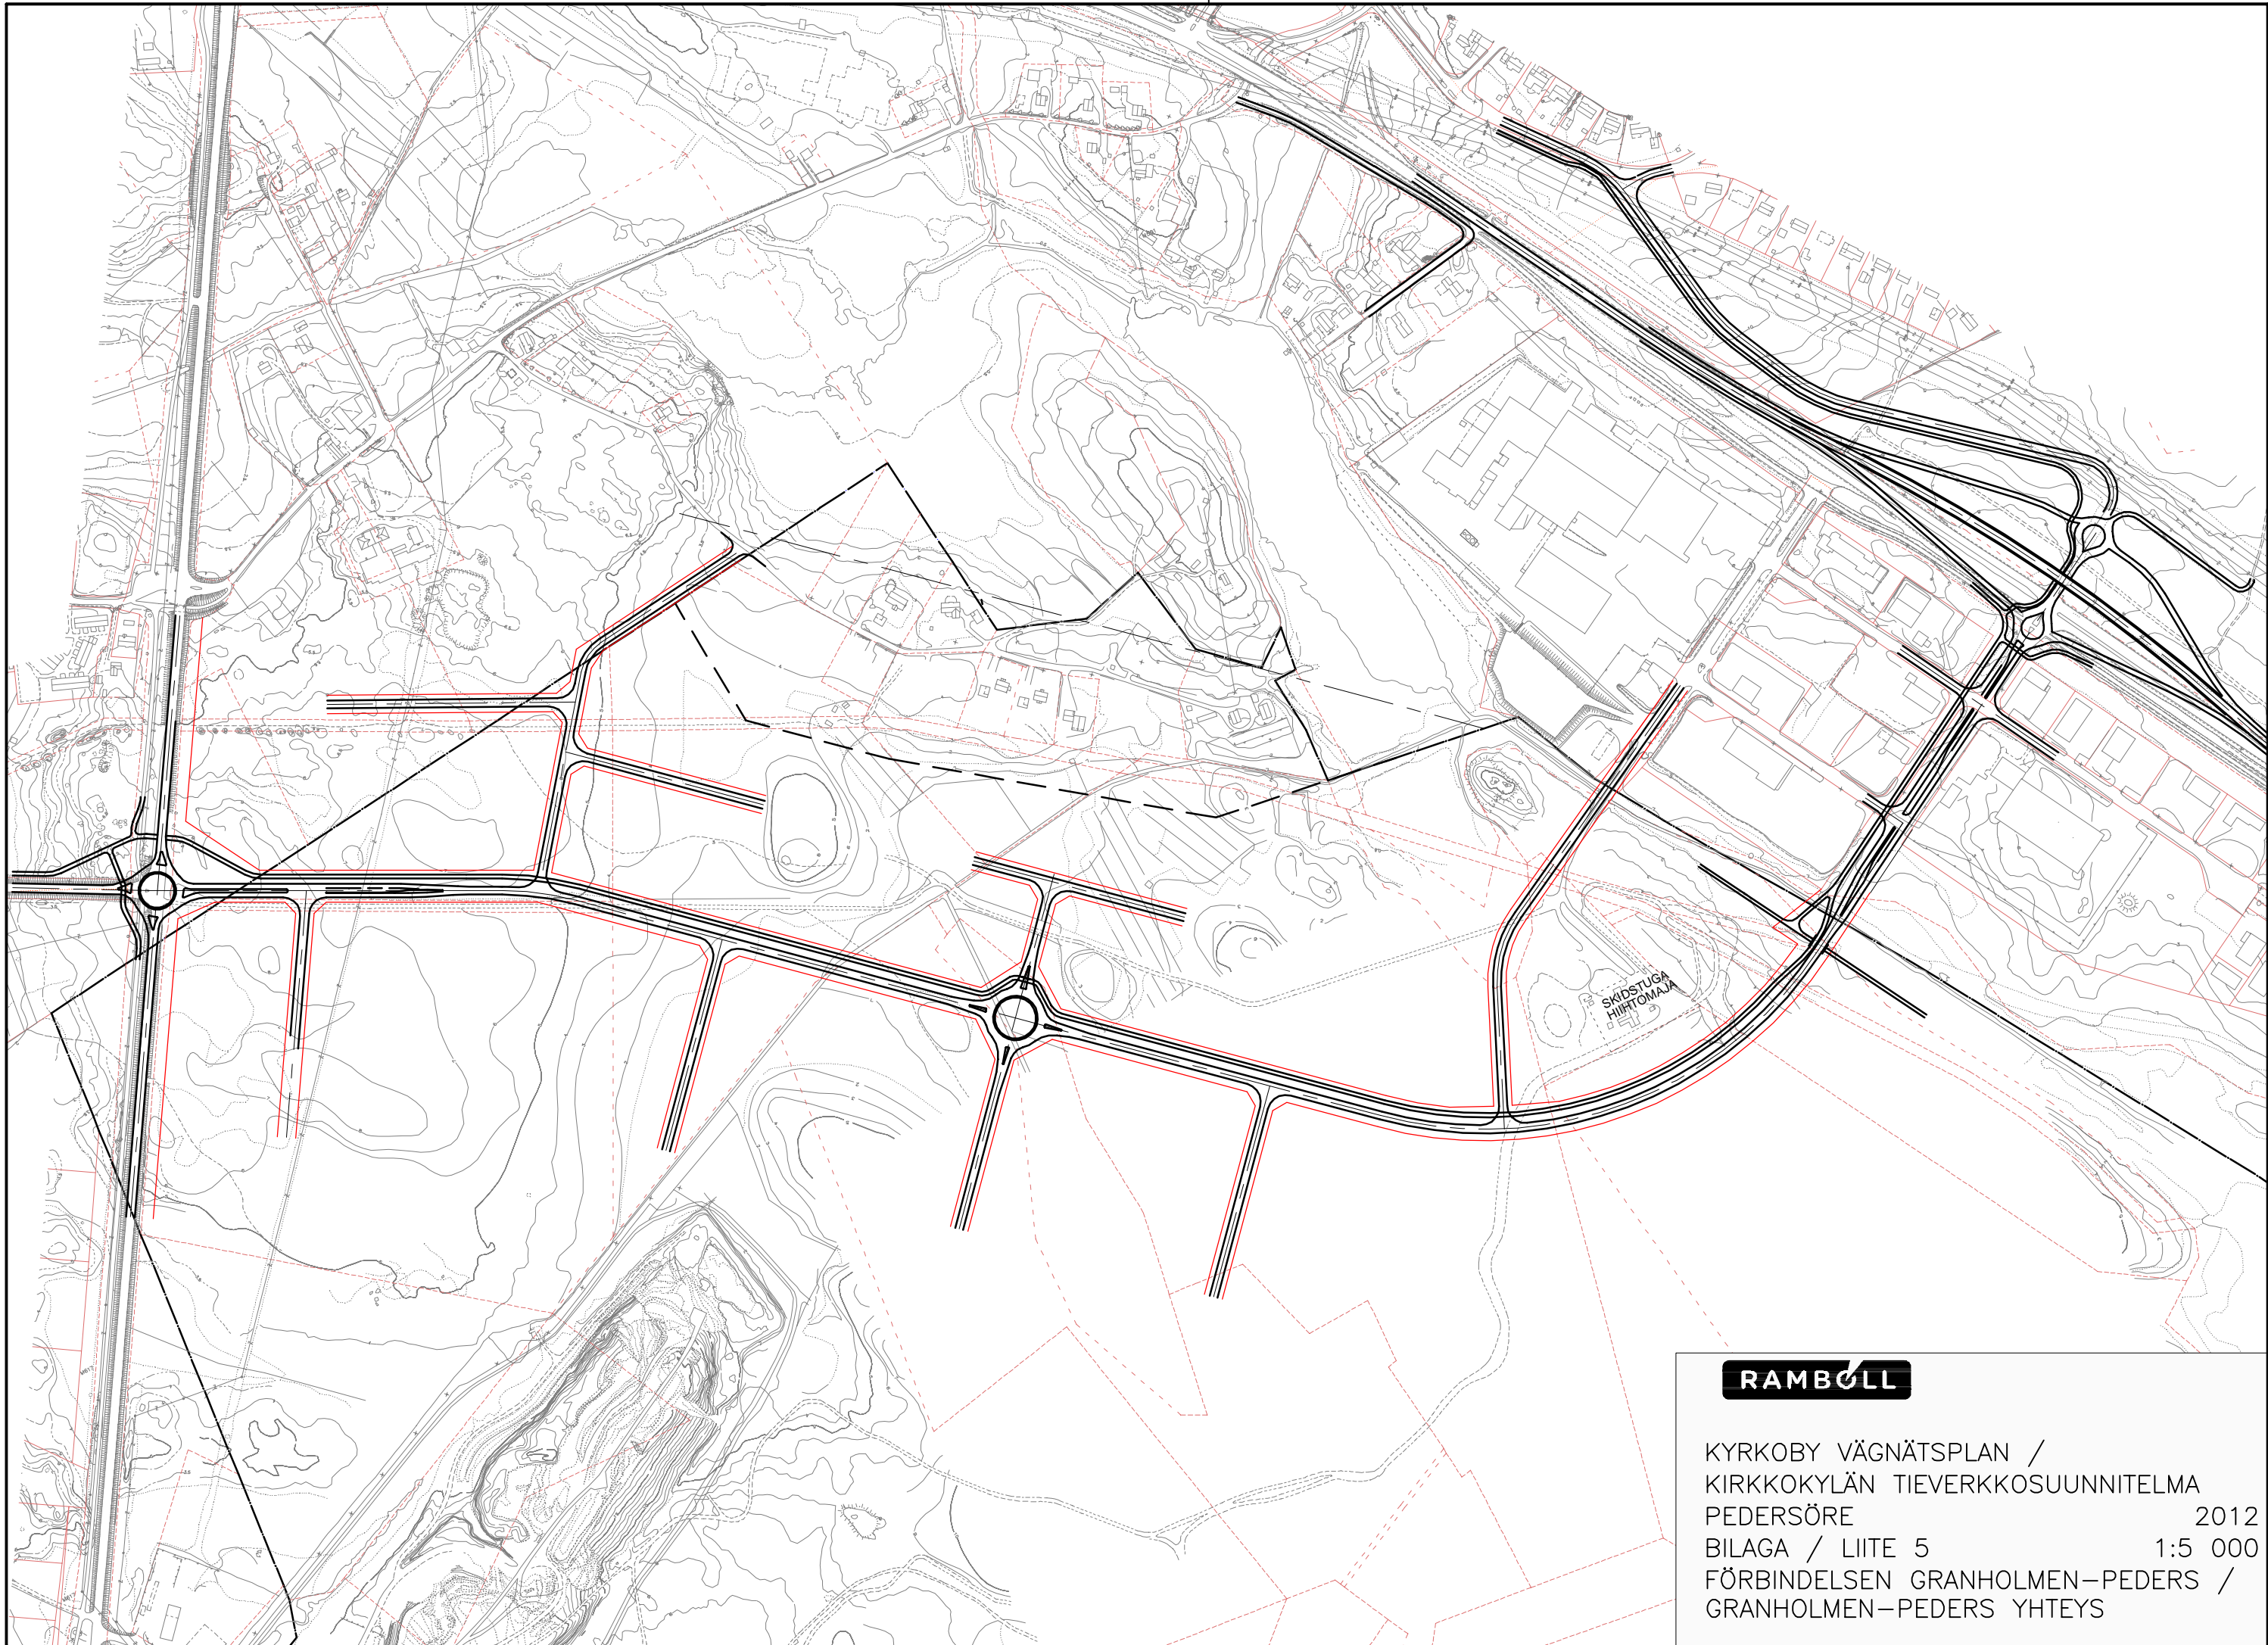 SKIDSTUGA
HIIHTOMAJA
RAMBOLL
KYRKOBY VÄGNÄTSPLAN /
KIRKKOKYLÄN TIEVERKKOSUUNNITELMA
PEDERSÖRE 2012
BILAGA / LIITE 5 1:5 000
FÖRBINDELSEN GRANHOLMEN–PEDERS /
GRANHOLMEN–PEDERS YHTEYS